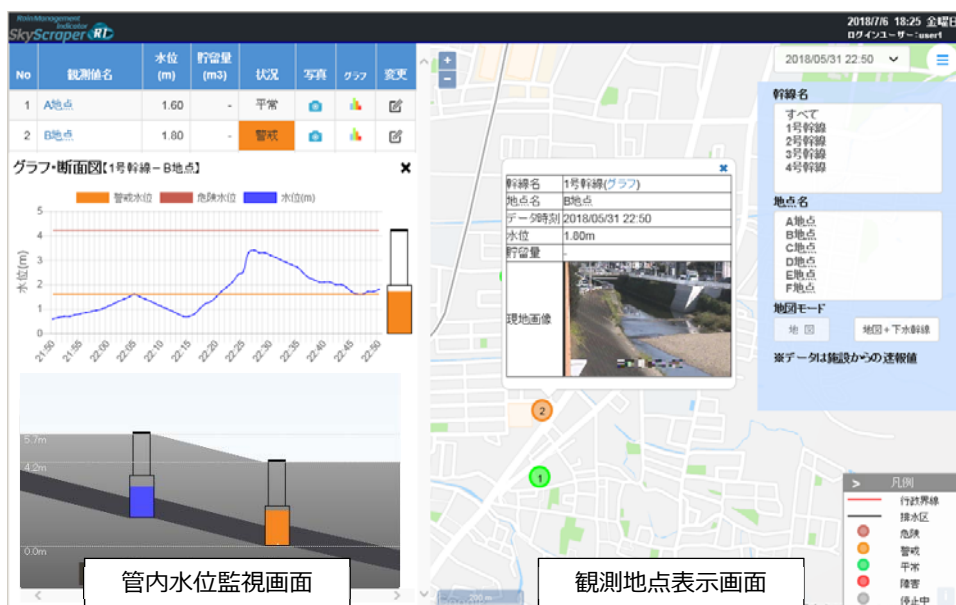 RainManagement
Indicator
SkyScraper RI
2018/7/6 18:25 金曜日
ログインユーザー:user1
No 観測値名 水位(m) 貯留量(m3) 状況 写真 グラフ 変更
1 A地点 1.60 - 平常
2 B地点 1.80 - 警戒
グラフ・断面図【1号幹線-B地点】 ×
警戒水位 危険水位 水位(m)
水位(m)
5
4
3
2
1
0
21:50 21:55 22:00 22:05 22:10 22:15 22:20 22:25 22:30 22:35 22:40 22:45 22:50
5.7m
4.2m
0.0m
管内水位監視画面
+
-
幹線名 1号幹線(グラフ)
地点名 B地点
データ時刻 2018/05/31 22:50
水位 1.80m
貯留量 -
現地画像
2
1
200 m
観測地点表示画面
2018/05/31 22:50
幹線名
すべて
1号幹線
2号幹線
3号幹線
4号幹線
地点名
A地点
B地点
C地点
D地点
E地点
F地点
地図モード
地 図 地図+下水幹線
※データは施設からの速報値
> 凡例
行政界線
排水区
危険
警戒
平常
障害
停止中